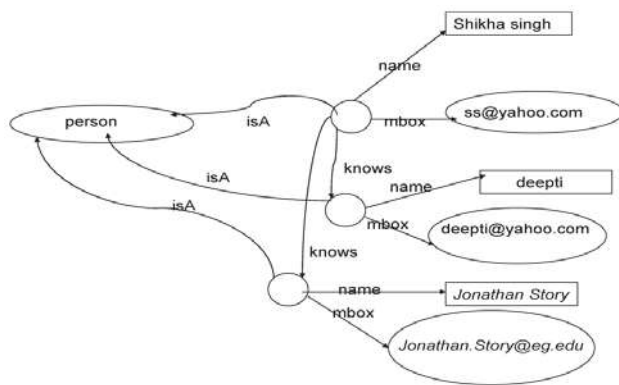 Shikha singh
name
person
isA
mbox
ss@yahoo.com
knows
isA
name
deepti
isA
mbox
deepti@yahoo.com
knows
name
Jonathan Story
mbox
Jonathan.Story@eg.edu